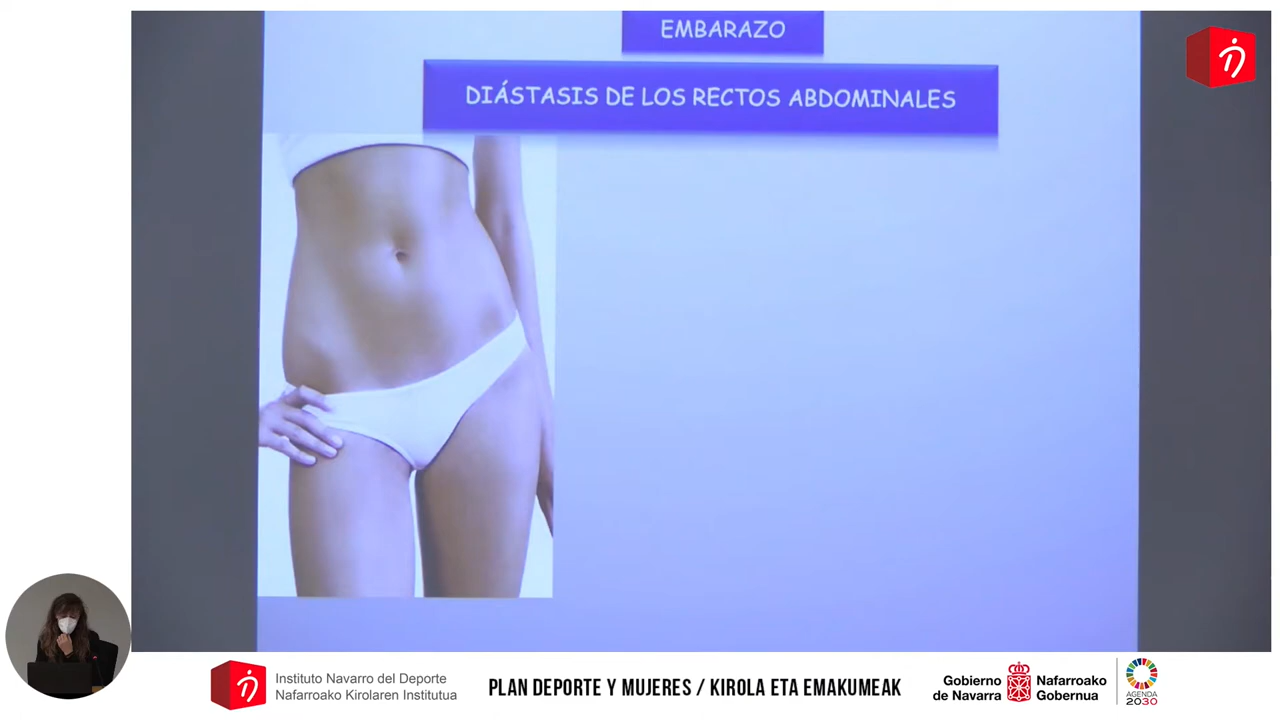 EMBARAZO
DIÁSTASIS DE LOS RECTOS ABDOMINALES
Instituto Navarro del Deporte
Nafarroako Kirolaren Institutua
PLAN DEPORTE Y MUJERES / KIROLA ETA EMAKUMEAK
Gobierno
de Navarra
Nafarroako
Gobernua
AGENDA
2030